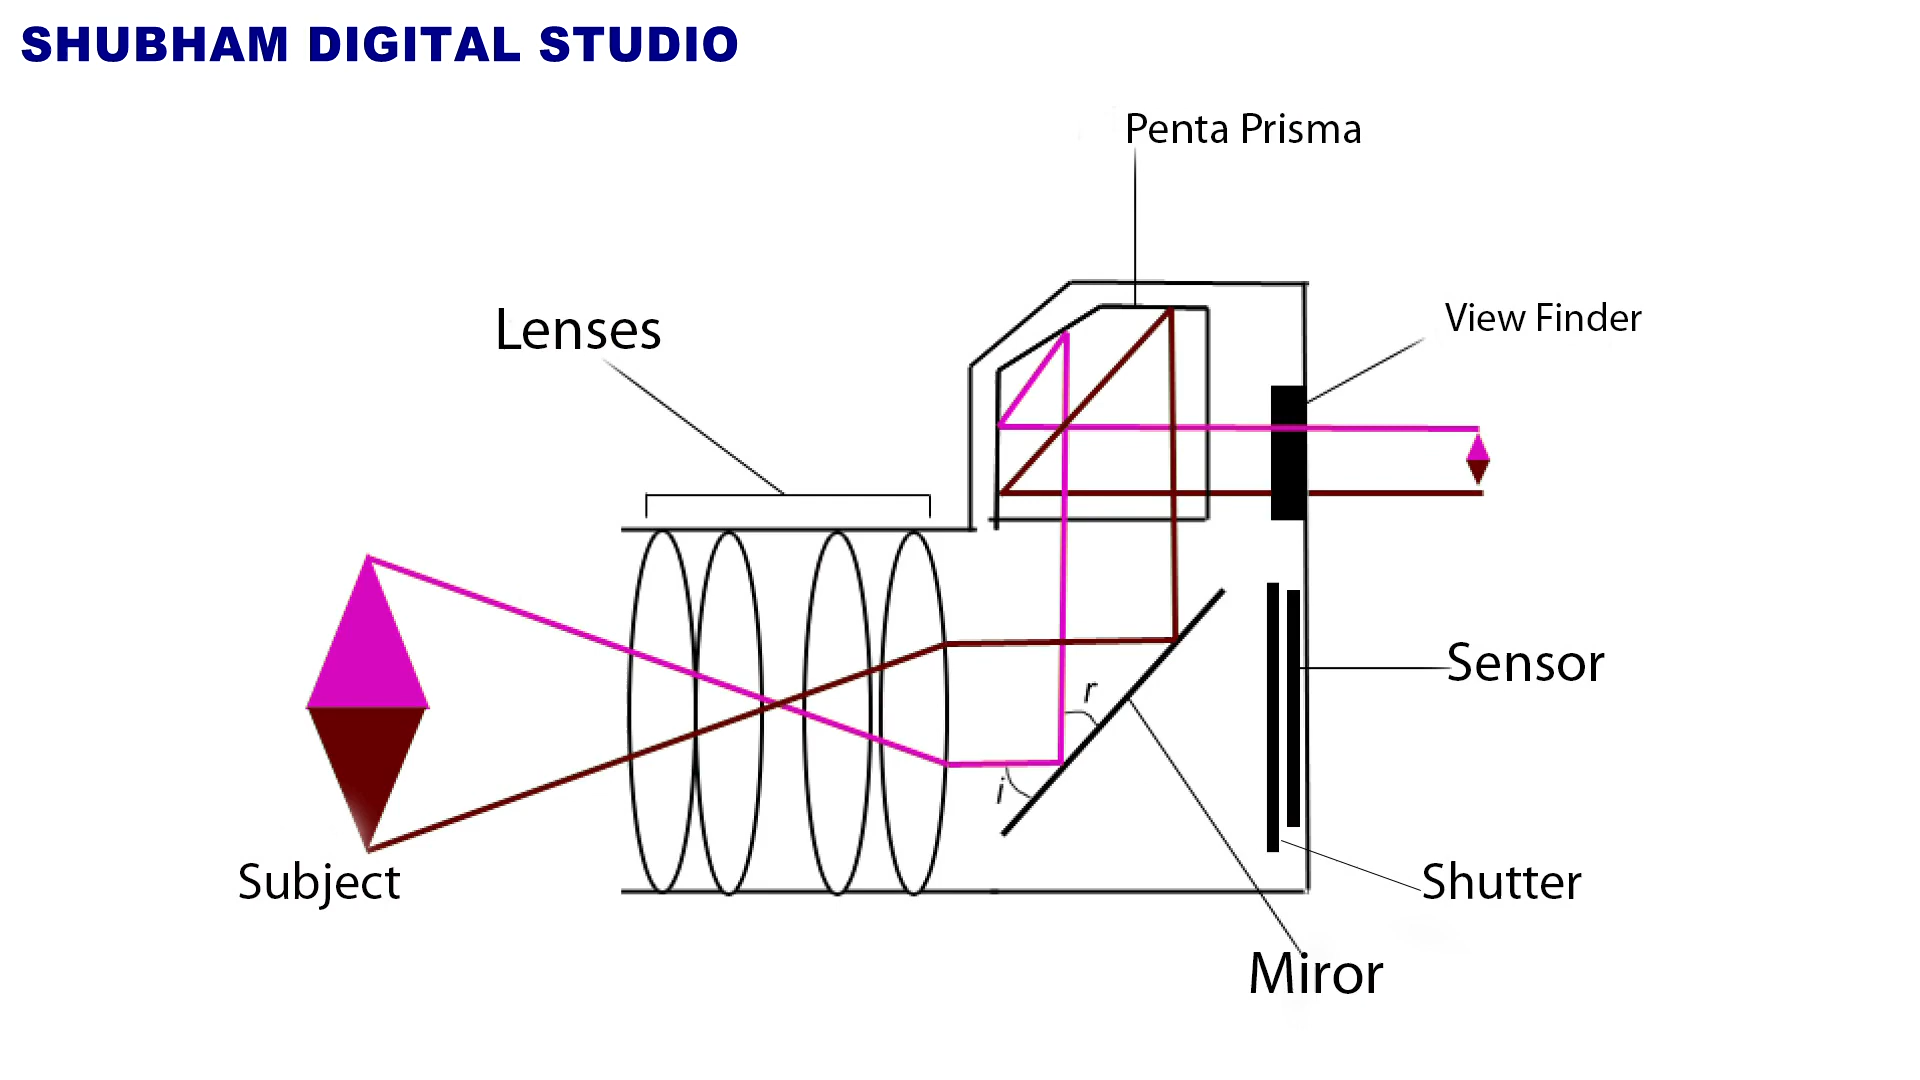 SHUBHAM DIGITAL STUDIO
Penta Prisma
View Finder
Lenses
Sensor
r
i
Subject
Shutter
Miror